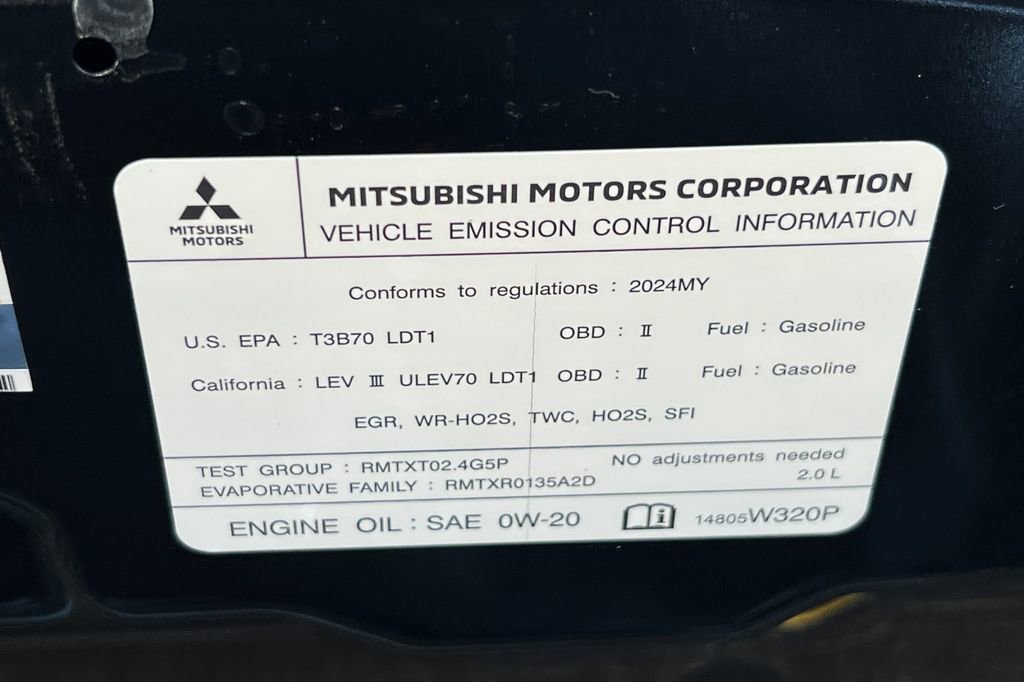 MITSUBISHI MOTORS
MITSUBISHI MOTORS CORPORATION
VEHICLE EMISSION CONTROL INFORMATION
Conforms to regulations : 2024MY
U.S. EPA : T3B70 LDT1 OBD : Ⅱ Fuel : Gasoline
California : LEV Ⅲ ULEV70 LDT1 OBD : Ⅱ Fuel : Gasoline
EGR, WR-HO2S, TWC, HO2S, SFI
TEST GROUP : RMTXT02.4G5P NO adjustments needed
EVAPORATIVE FAMILY : RMTXR0135A2D 2.0 L
ENGINE OIL : SAE 0W-20 i 14805W320P